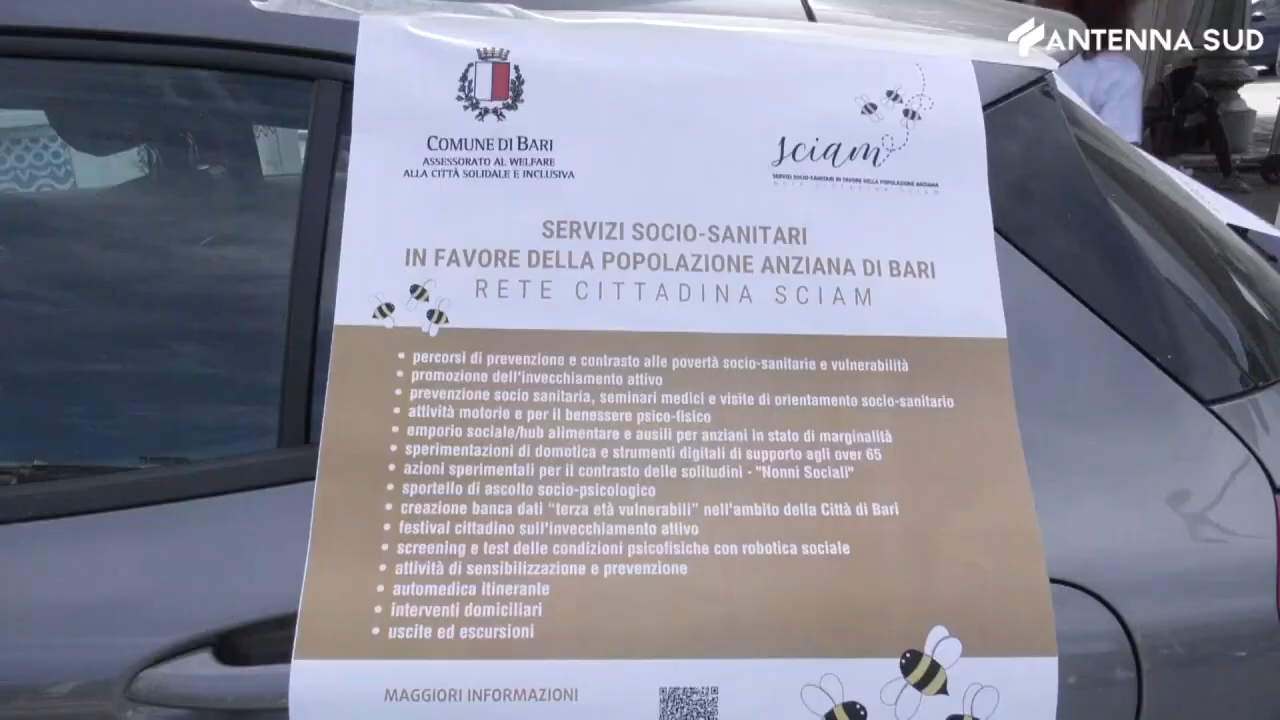 ANTENNA SUD
COMUNE DI BARI
ASSESSORATO AL WELFARE
ALLA CITTÀ SOLIDALE E INCLUSIVA
sciam
SERVIZI SOCIO-SANITARI IN FAVORE DELLA POPOLAZIONE ANZIANA
RETE CITTADINA SCIAM
SERVIZI SOCIO-SANITARI
IN FAVORE DELLA POPOLAZIONE ANZIANA DI BARI
RETE CITTADINA SCIAM
• percorsi di prevenzione e contrasto alle povertà socio-sanitarie e vulnerabilità
• promozione dell'invecchiamento attivo
• prevenzione socio sanitaria, seminari medici e visite di orientamento socio-sanitario
• attività motorie e per il benessere psico-fisico
• emporio sociale/hub alimentare e ausili per anziani in stato di marginalità
• sperimentazioni di domotica e strumenti digitali di supporto agli over 65
• azioni sperimentali per il contrasto delle solitudini - "Nonni Sociali"
• sportello di ascolto socio-psicologico
• creazione banca dati "terza età vulnerabili" nell'ambito della Città di Bari
• festival cittadino sull'invecchiamento attivo
• screening e test delle condizioni psicofisiche con robotica sociale
• attività di sensibilizzazione e prevenzione
• automedica itinerante
• interventi domiciliari
• uscite ed escursioni
MAGGIORI INFORMAZIONI